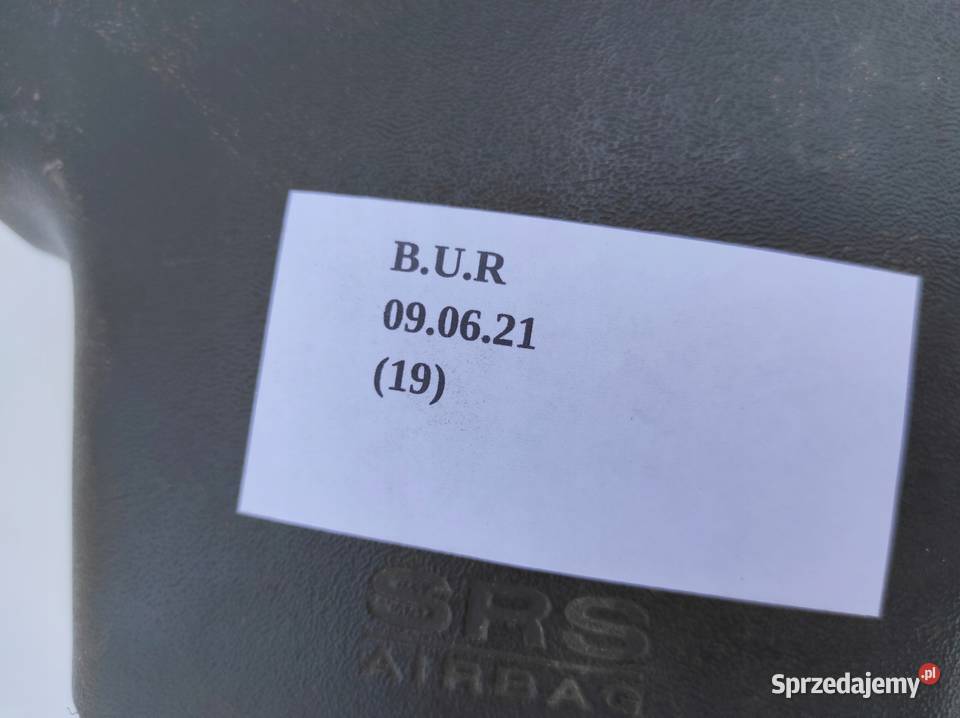 B.U.R
09.06.21
(19)
SRS
AIRBAG
Sprzedajemy.pl